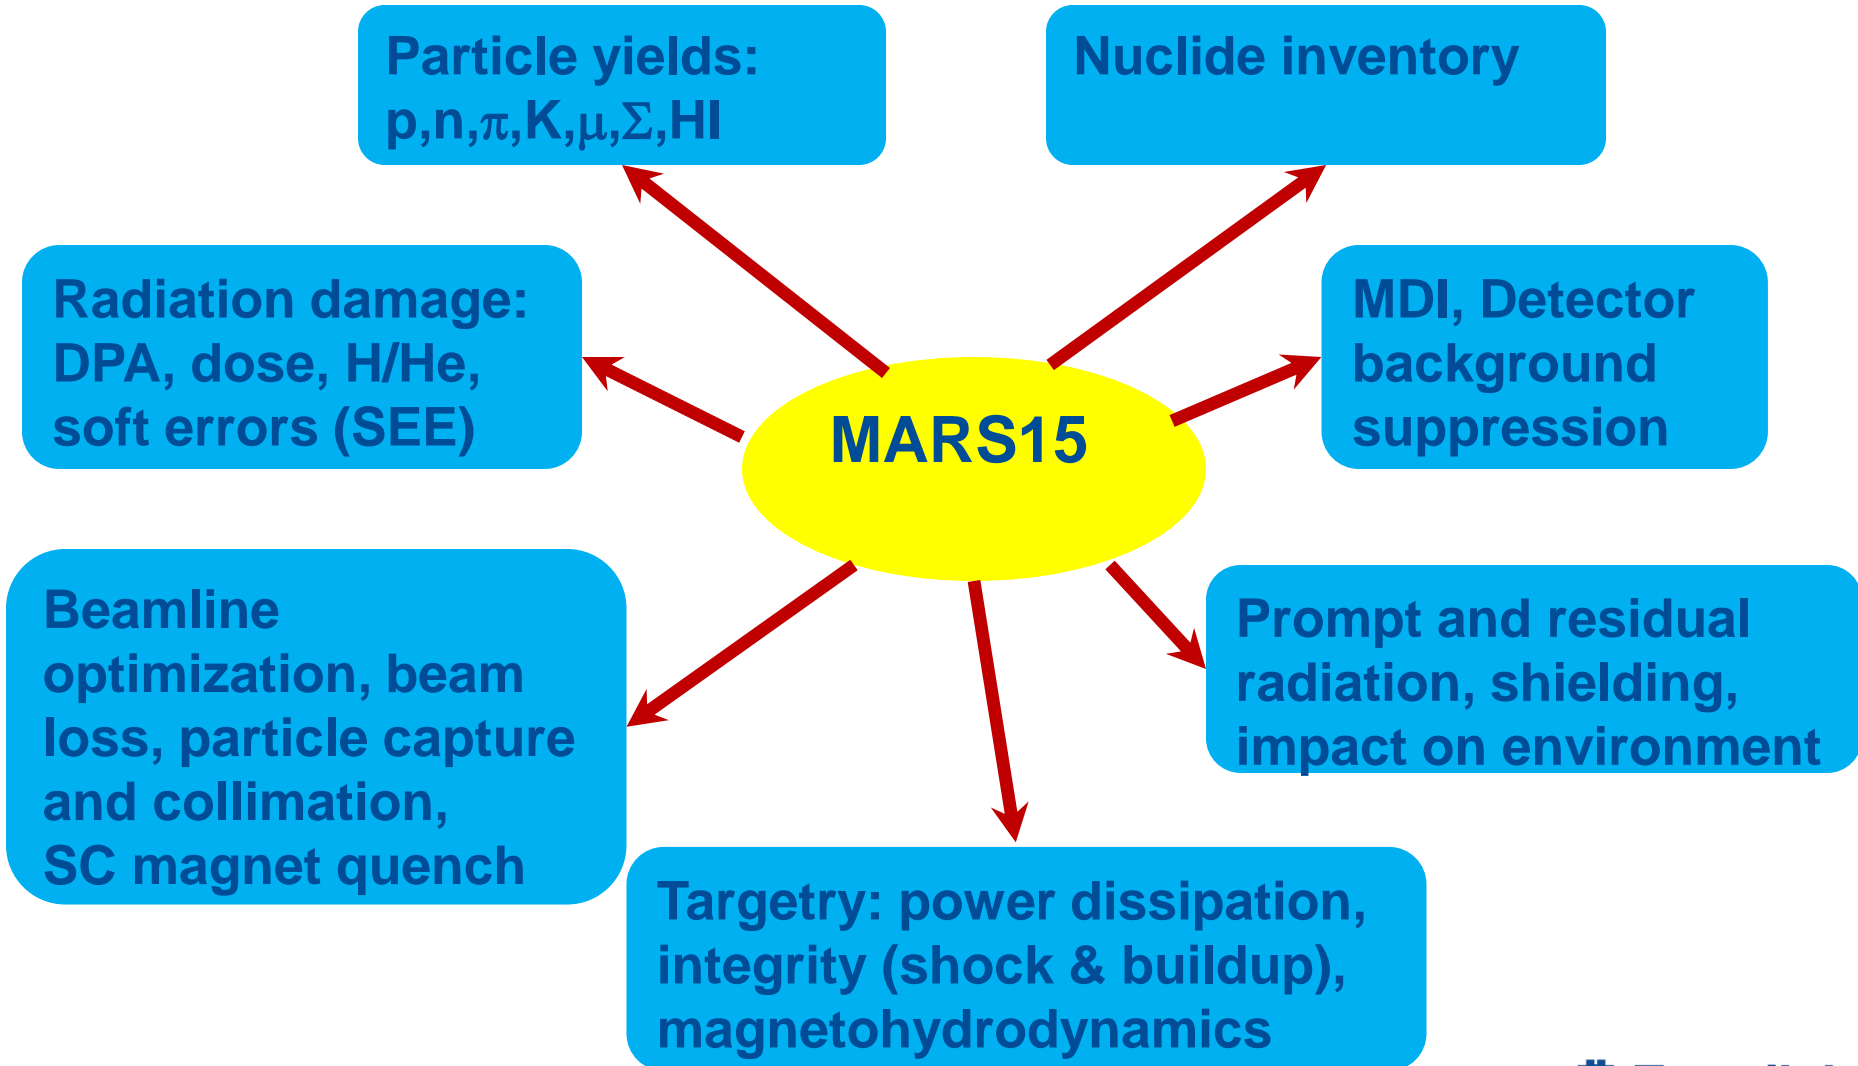 Particle yields:
p,n,π,K,μ,Σ,HI
Nuclide inventory
Radiation damage:
DPA, dose, H/He,
soft errors (SEE)
MDI, Detector
background
suppression
MARS15
Beamline
optimization, beam
loss, particle capture
and collimation,
SC magnet quench
Prompt and residual
radiation, shielding,
impact on environment
Targetry: power dissipation,
integrity (shock & buildup),
magnetohydrodynamics